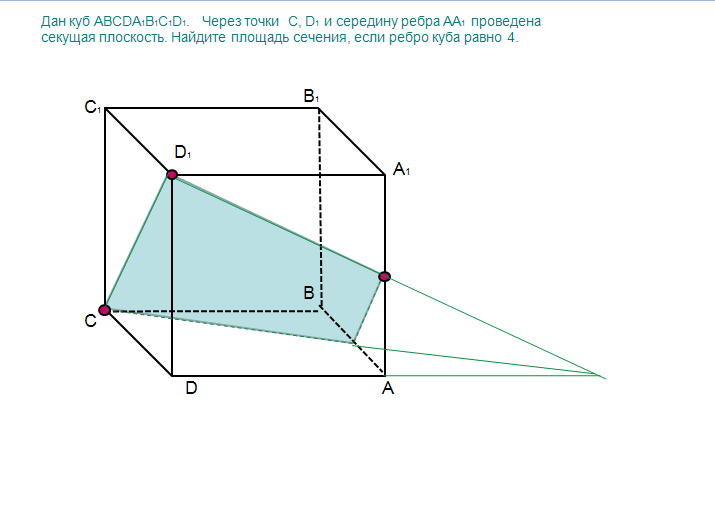 Дан куб ABCDA₁B₁C₁D₁. Через точки C, D₁ и середину ребра AA₁ проведена
секущая плоскость. Найдите площадь сечения, если ребро куба равно 4.
B₁
C₁
D₁
A₁
B
C
D
A